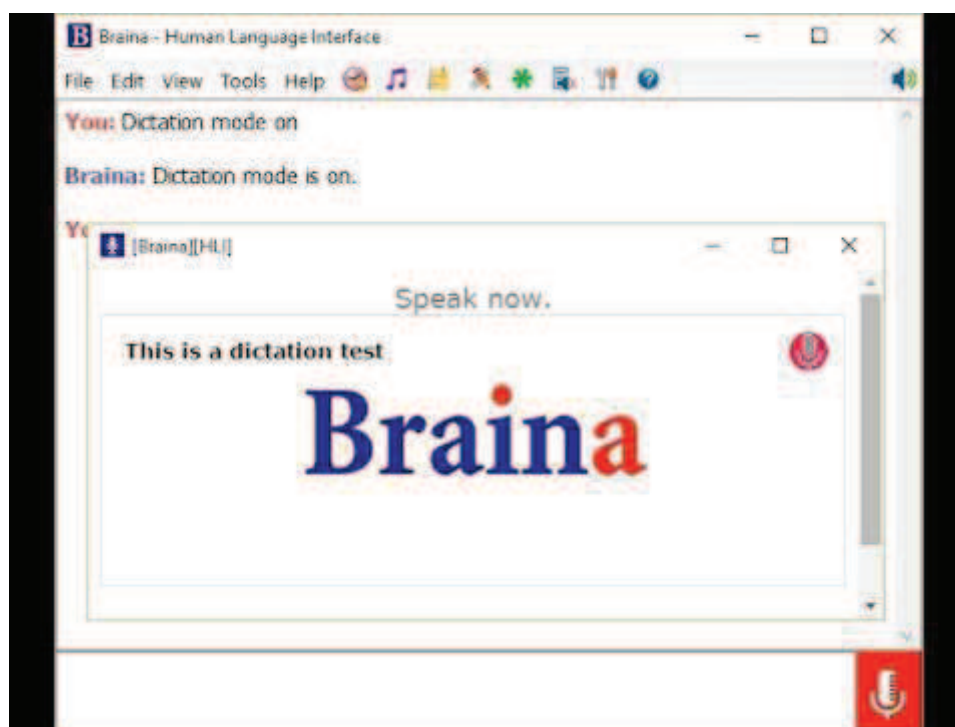 B Braina - Human Language Interface
File Edit View Tools Help
You: Dictation mode on
Braina: Dictation mode is on.
[Braina][HLI]
Speak now.
This is a dictation test
Braina